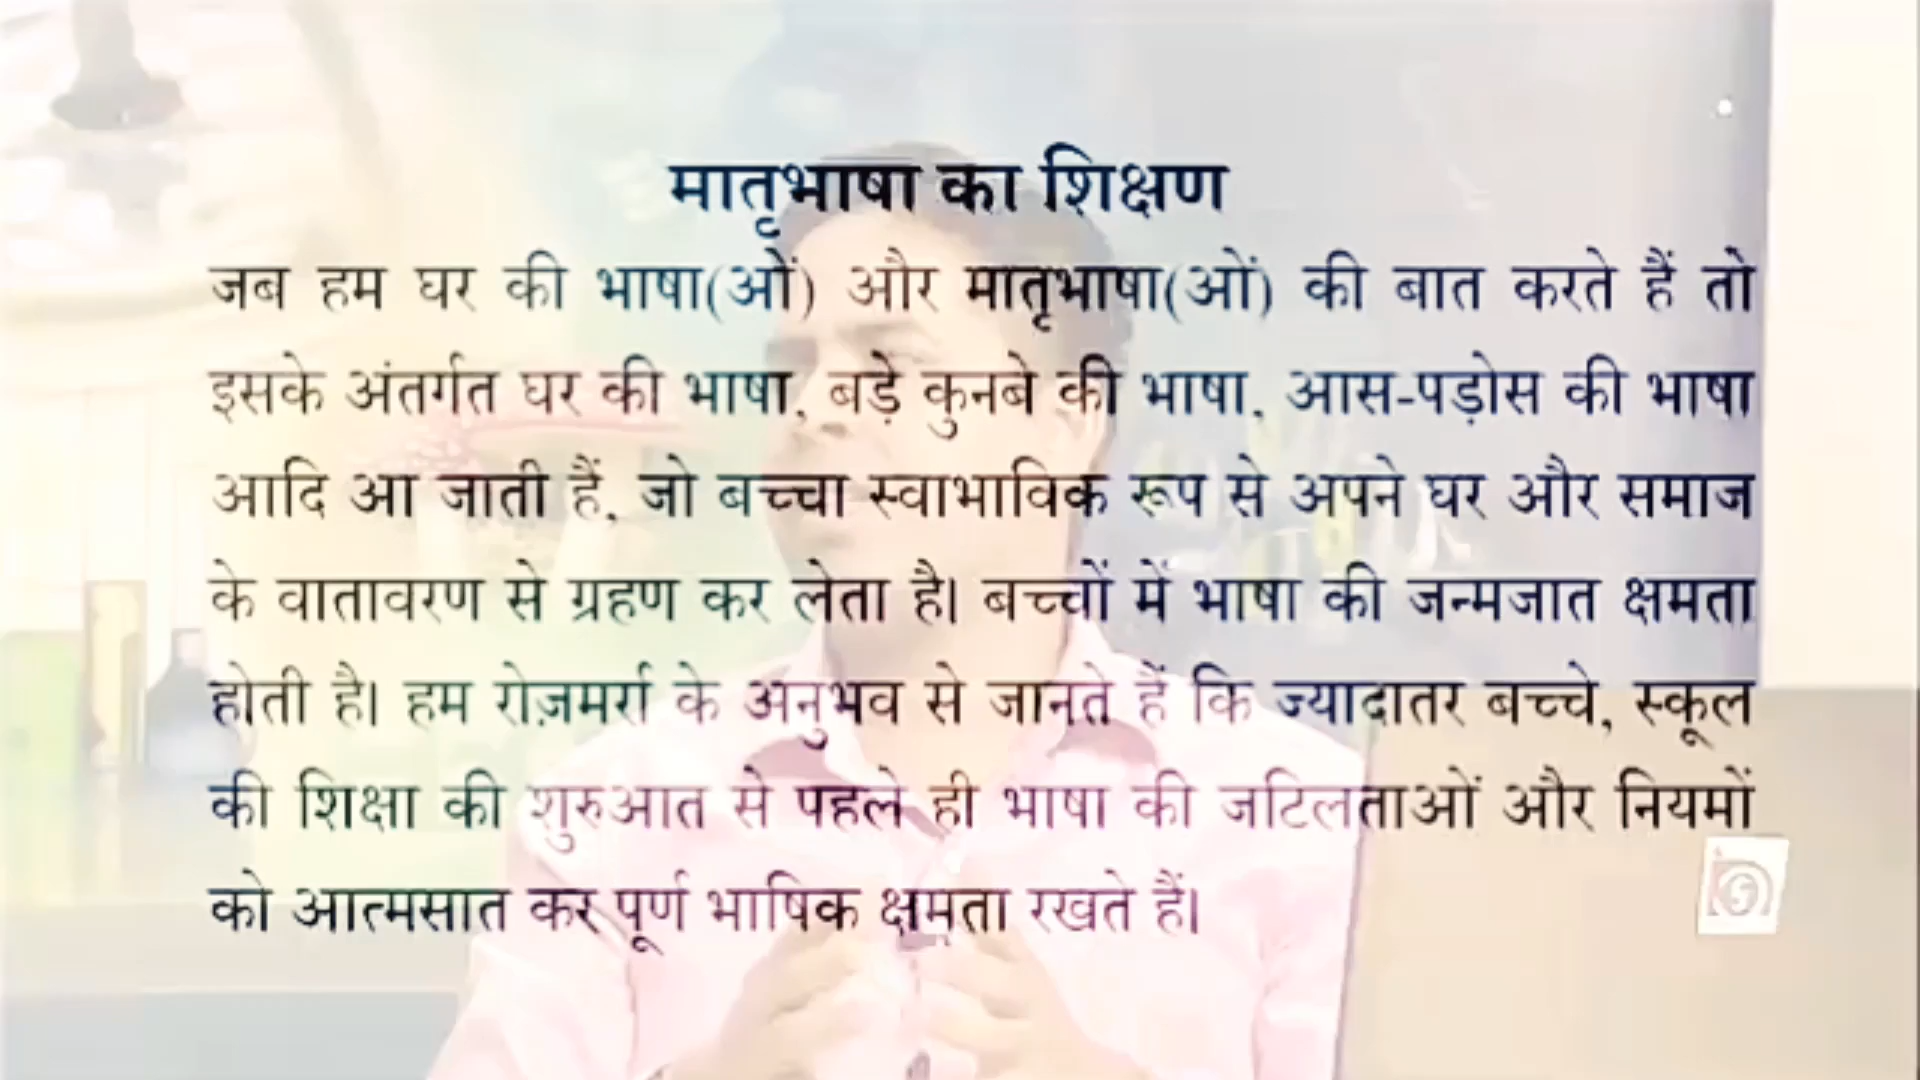 मातृभाषा का शिक्षण
जब हम घर की भाषा(ओं) और मातृभाषा(ओं) की बात करते हैं तो
इसके अंतर्गत घर की भाषा, बड़े कुनबे की भाषा, आस-पड़ोस की भाषा
आदि आ जाती हैं, जो बच्चा स्वाभाविक रूप से अपने घर और समाज
के वातावरण से ग्रहण कर लेता है। बच्चों में भाषा की जन्मजात क्षमता
होती है। हम रोज़मर्रा के अनुभव से जानते हैं कि ज्यादातर बच्चे, स्कूल
की शिक्षा की शुरुआत से पहले ही भाषा की जटिलताओं और नियमों
को आत्मसात कर पूर्ण भाषिक क्षमता रखते हैं।